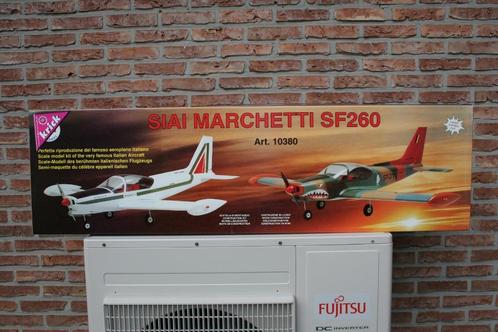 krick
SIAI MARCHETTI SF260
Art. 10380
Perfetta riproduzione del famoso aeroplano Italiano
Scale model kit of the very famous Italian Aircraft
Scale-Modell des berühmten italienischen Flugzeugs
Semi-maquette du célèbre appareil italien
FUJITSU
DC INVERTER